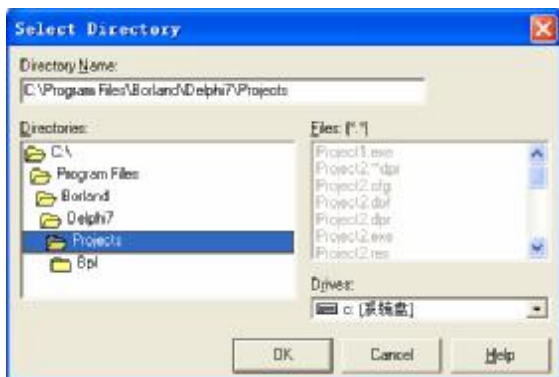 Select Directory
Directory Name:
C:\Program Files\Borland\Delphi7\Projects
Directories:
C:\
Program Files
Borland
Delphi7
Projects
Bpl
Files: (*.*)
Project1.exe
Project2.~dpr
Project2.cfg
Project2.dof
Project2.dpr
Project2.exe
Project2.res
Drives:
c: [系统盘]
OK
Cancel
Help